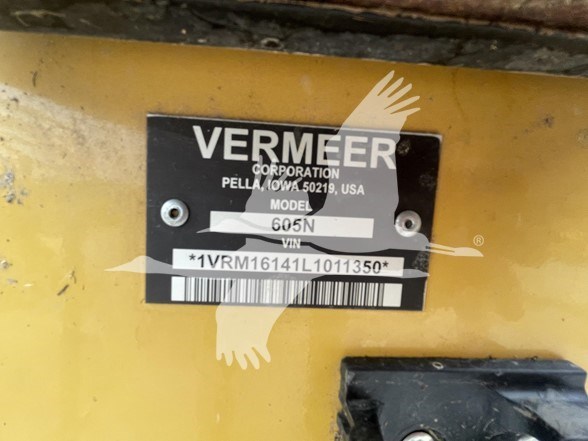 VERMEER
CORPORATION
PELLA, IOWA 50219, USA
MODEL
605N
VIN
*1VRM16141L1011350*
®